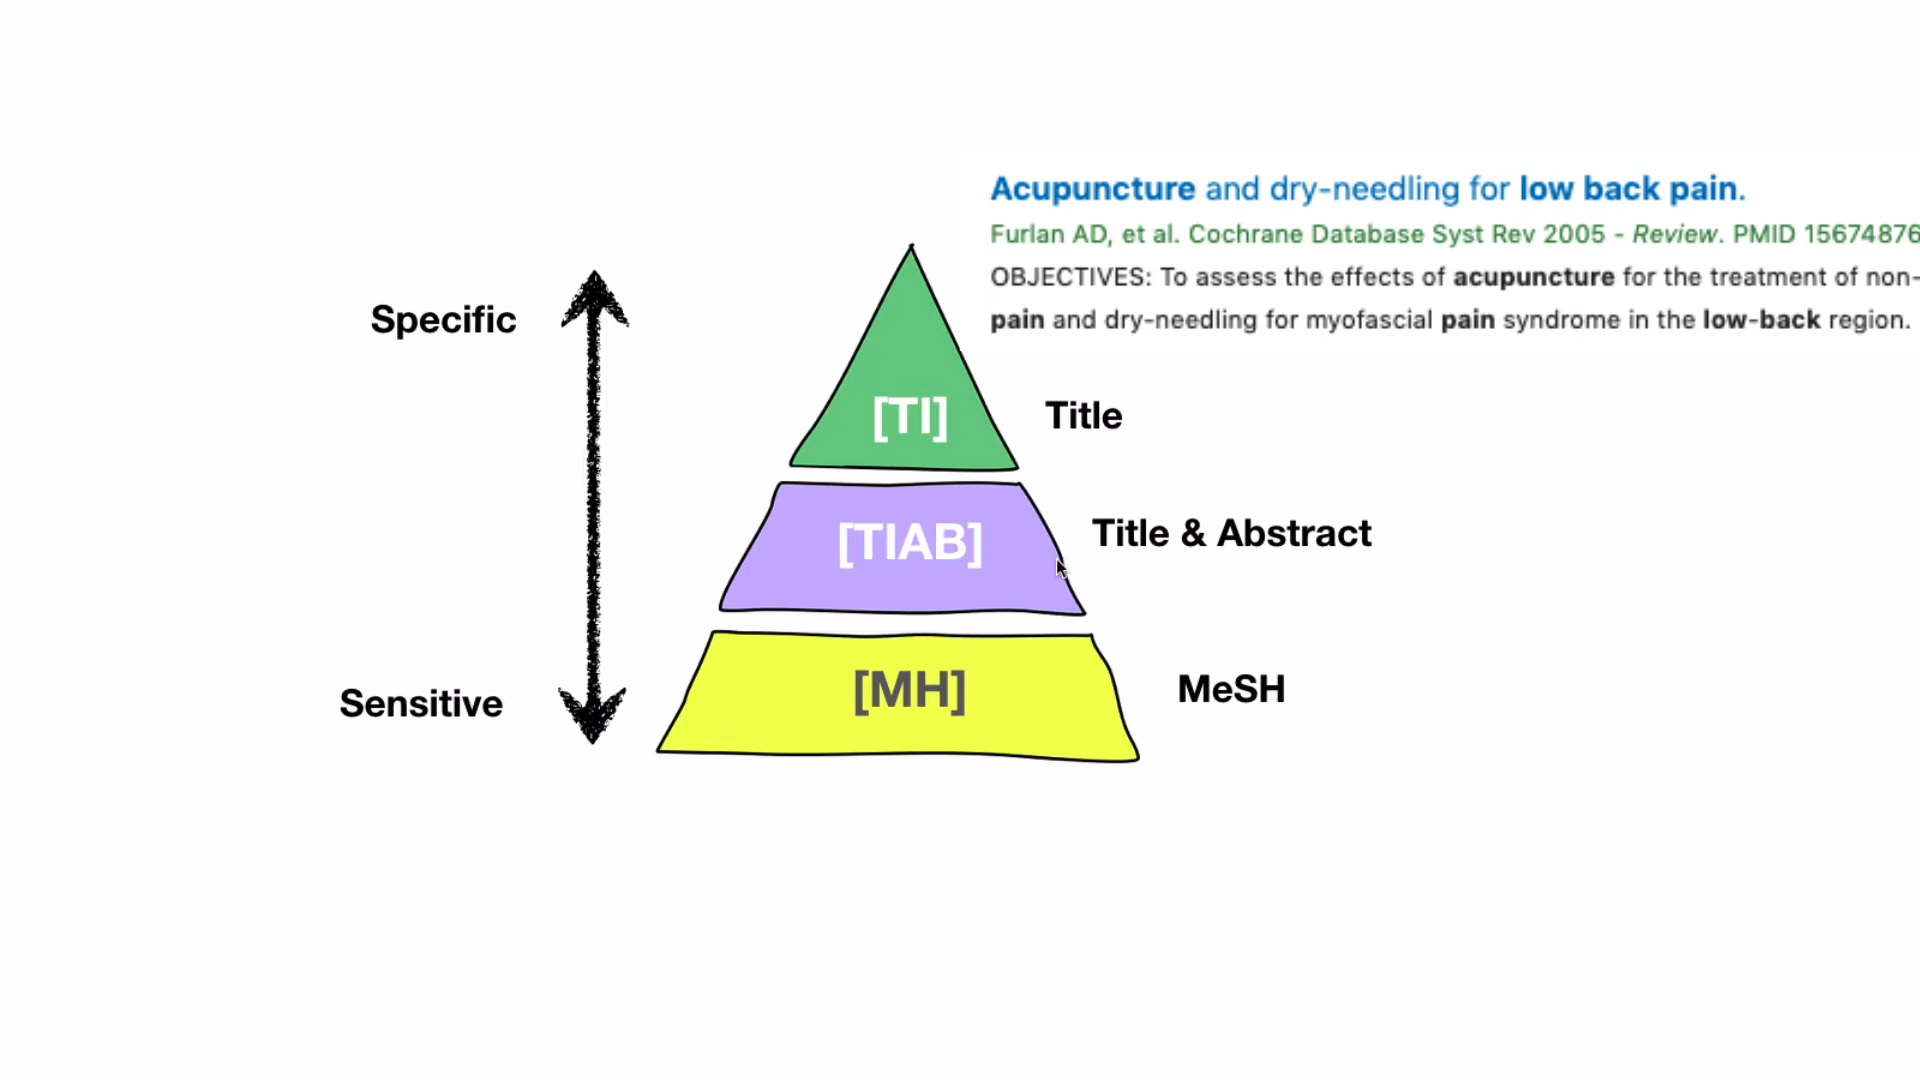 Acupuncture and dry-needling for low back pain.
Furlan AD, et al. Cochrane Database Syst Rev 2005 - Review. PMID 15674876
OBJECTIVES: To assess the effects of acupuncture for the treatment of non-
pain and dry-needling for myofascial pain syndrome in the low-back region.
Specific
[TI]
Title
[TIAB]
Title & Abstract
[MH]
MeSH
Sensitive